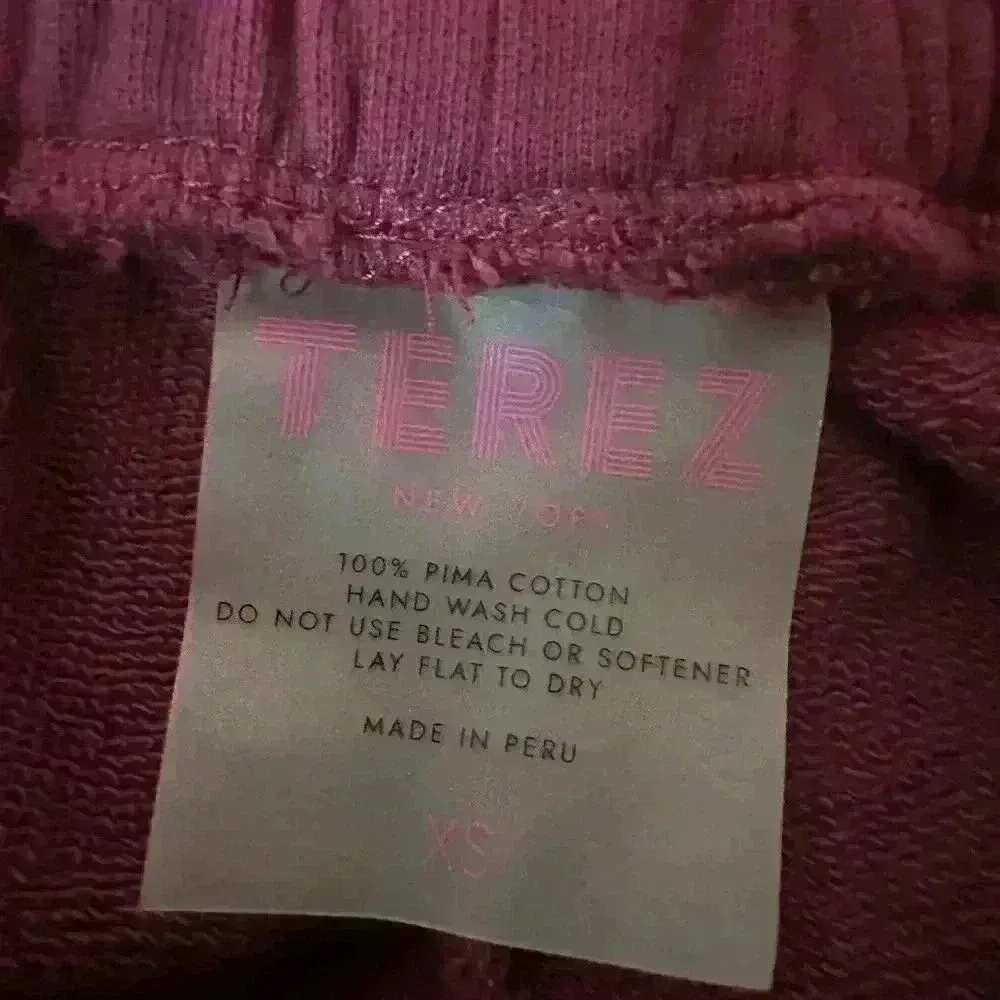 TEREZ
NEW YORK
100% PIMA COTTON
HAND WASH COLD
DO NOT USE BLEACH OR SOFTENER
LAY FLAT TO DRY
MADE IN PERU
XS